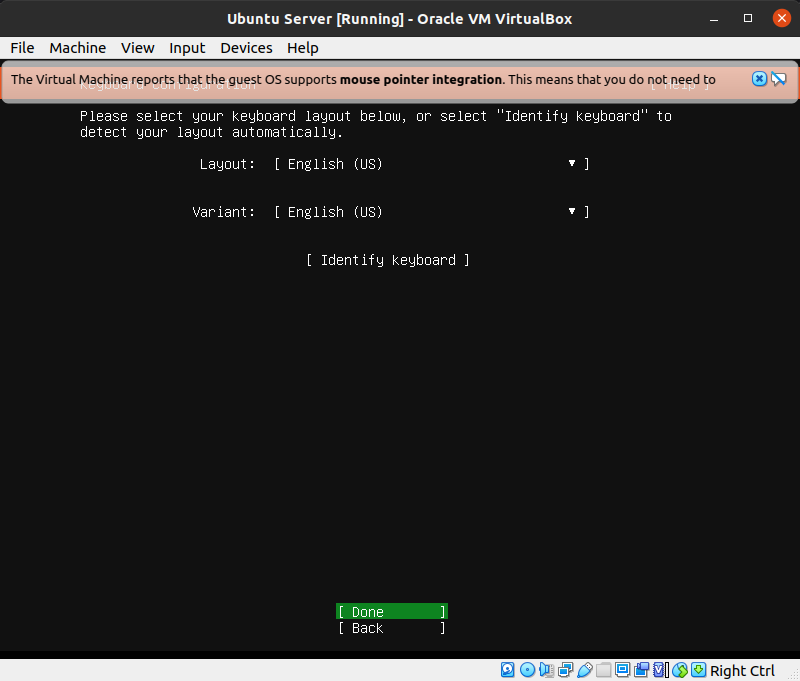 Ubuntu Server [Running] - Oracle VM VirtualBox
File Machine View Input Devices Help
The Virtual Machine reports that the guest OS supports mouse pointer integration. This means that you do not need to
Keyboard configuration [ Help ]
Please select your keyboard layout below, or select "Identify keyboard" to
detect your layout automatically.
Layout: [ English (US) ▾ ]
Variant: [ English (US) ▾ ]
[ Identify keyboard ]
[ Done ]
[ Back ]
Right Ctrl